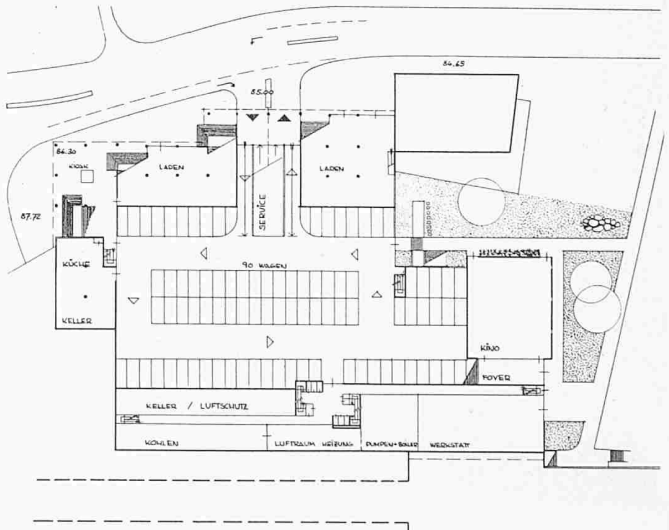 84.65
85.00
86.30
KIOSK
LADEN
LADEN
SERVICE
87.72
KÜCHE
90 WAGEN
KELLER
KINO
FOYER
KELLER / LUFTSCHUTZ
KOHLEN
LUFTRAUM HEIZUNG
PUMPEN+BOILER
WERKSTATT